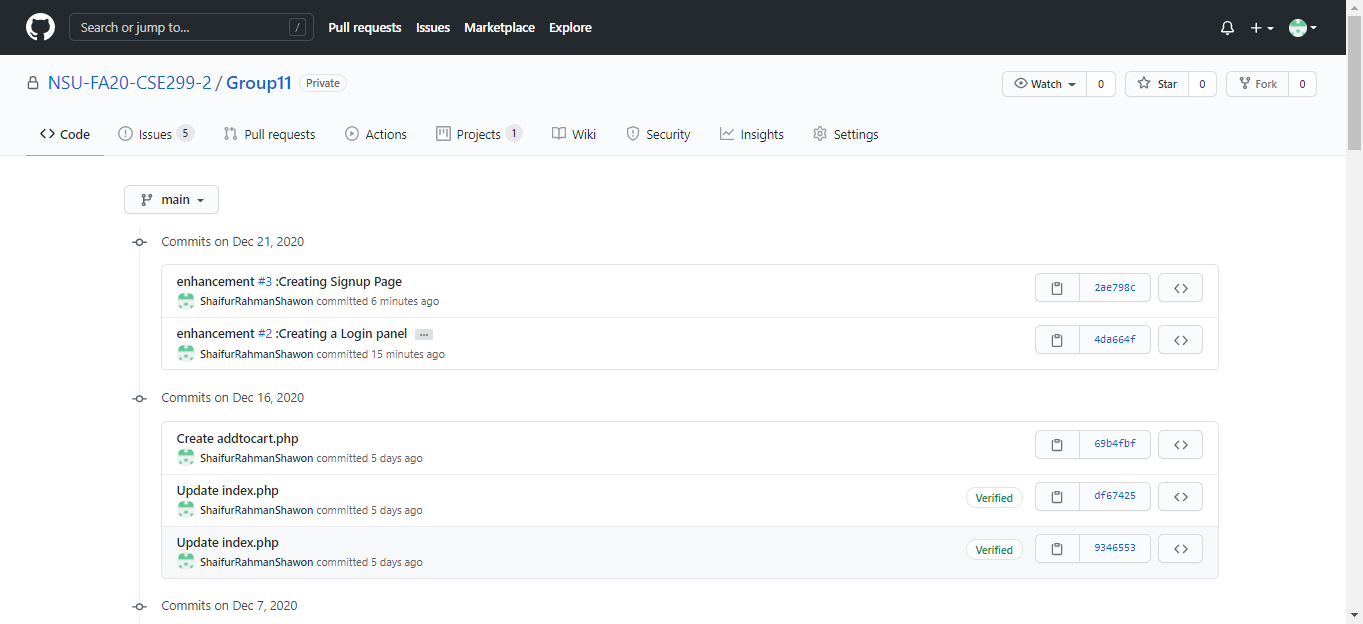 Search or jump to... / Pull requests Issues Marketplace Explore
NSU-FA20-CSE299-2 / Group11 Private Watch 0 Star 0 Fork 0
Code Issues 5 Pull requests Actions Projects 1 Wiki Security Insights Settings
main
Commits on Dec 21, 2020
enhancement #3 :Creating Signup Page
ShaifurRahmanShawon committed 6 minutes ago
2ae798c
enhancement #2 :Creating a Login panel ...
ShaifurRahmanShawon committed 15 minutes ago
4da664f
Commits on Dec 16, 2020
Create addtocart.php
ShaifurRahmanShawon committed 5 days ago
69b4fbf
Update index.php
ShaifurRahmanShawon committed 5 days ago
Verified df67425
Update index.php
ShaifurRahmanShawon committed 5 days ago
Verified 9346553
Commits on Dec 7, 2020